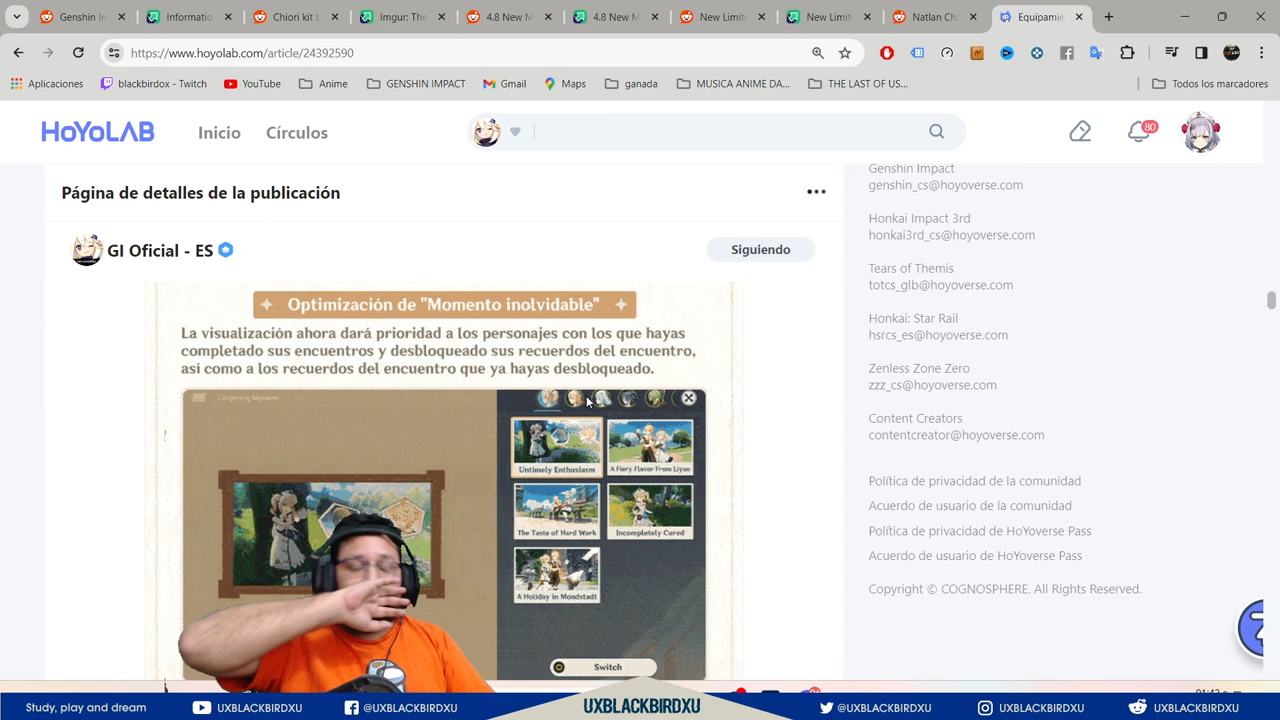 Genshin In
Informatio
Chiori kit b
Imgur: The
4.8 New M
4.8 New M
New Limite
New Limite
Natlan Cha
Equipamie
https://www.hoyolab.com/article/24392590
Aplicaciones
blackbirdox - Twitch
YouTube
Anime
GENSHIN IMPACT
Gmail
Maps
ganada
MUSICA ANIME DA...
THE LAST OF US...
Todos los marcadores
HoYoLAB
Inicio
Círculos
80
Página de detalles de la publicación
GI Oficial - ES
Siguiendo
Optimización de "Momento inolvidable"
La visualización ahora dará prioridad a los personajes con los que hayas
completado sus encuentros y desbloqueado sus recuerdos del encuentro,
así como a los recuerdos del encuentro que ya hayas desbloqueado.
Lingering Moment
Untimely Enthusiasm
A Fiery Flavor From Liyue
The Taste of Hard Work
Incompletely Cured
A Holiday in Mondstadt
Switch
Genshin Impact
genshin_cs@hoyoverse.com
Honkai Impact 3rd
honkai3rd_cs@hoyoverse.com
Tears of Themis
totcs_glb@hoyoverse.com
Honkai: Star Rail
hsrcs_es@hoyoverse.com
Zenless Zone Zero
zzz_cs@hoyoverse.com
Content Creators
contentcreator@hoyoverse.com
Política de privacidad de la comunidad
Acuerdo de usuario de la comunidad
Política de privacidad de HoYoverse Pass
Acuerdo de usuario de HoYoverse Pass
Copyright © COGNOSPHERE. All Rights Reserved.
Study, play and dream
UXBLACKBIRDXU
@UXBLACKBIRDXU
UXBLACKBIRDXU
@UXBLACKBIRDXU
UXBLACKBIRDXU
UXBLACKBIRDXU